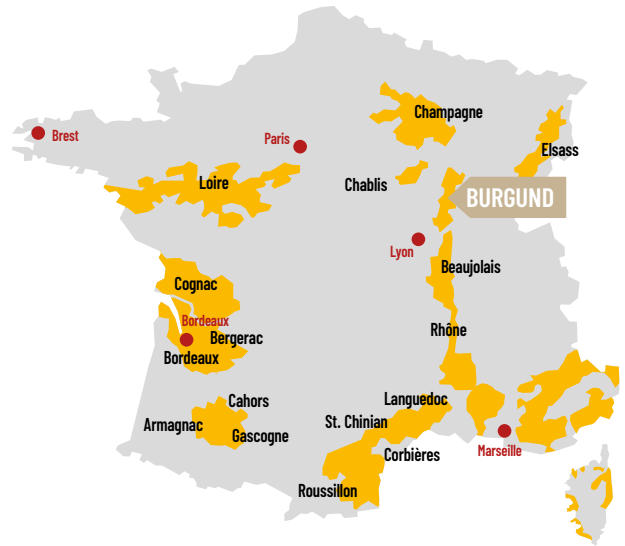 Champagne
Brest
Paris
Elsass
Loire
Chablis
BURGUND
Lyon
Beaujolais
Cognac
Bordeaux
Rhône
Bergerac
Bordeaux
Languedoc
Cahors
St. Chinian
Armagnac
Gascogne
Corbières
Marseille
Roussillon